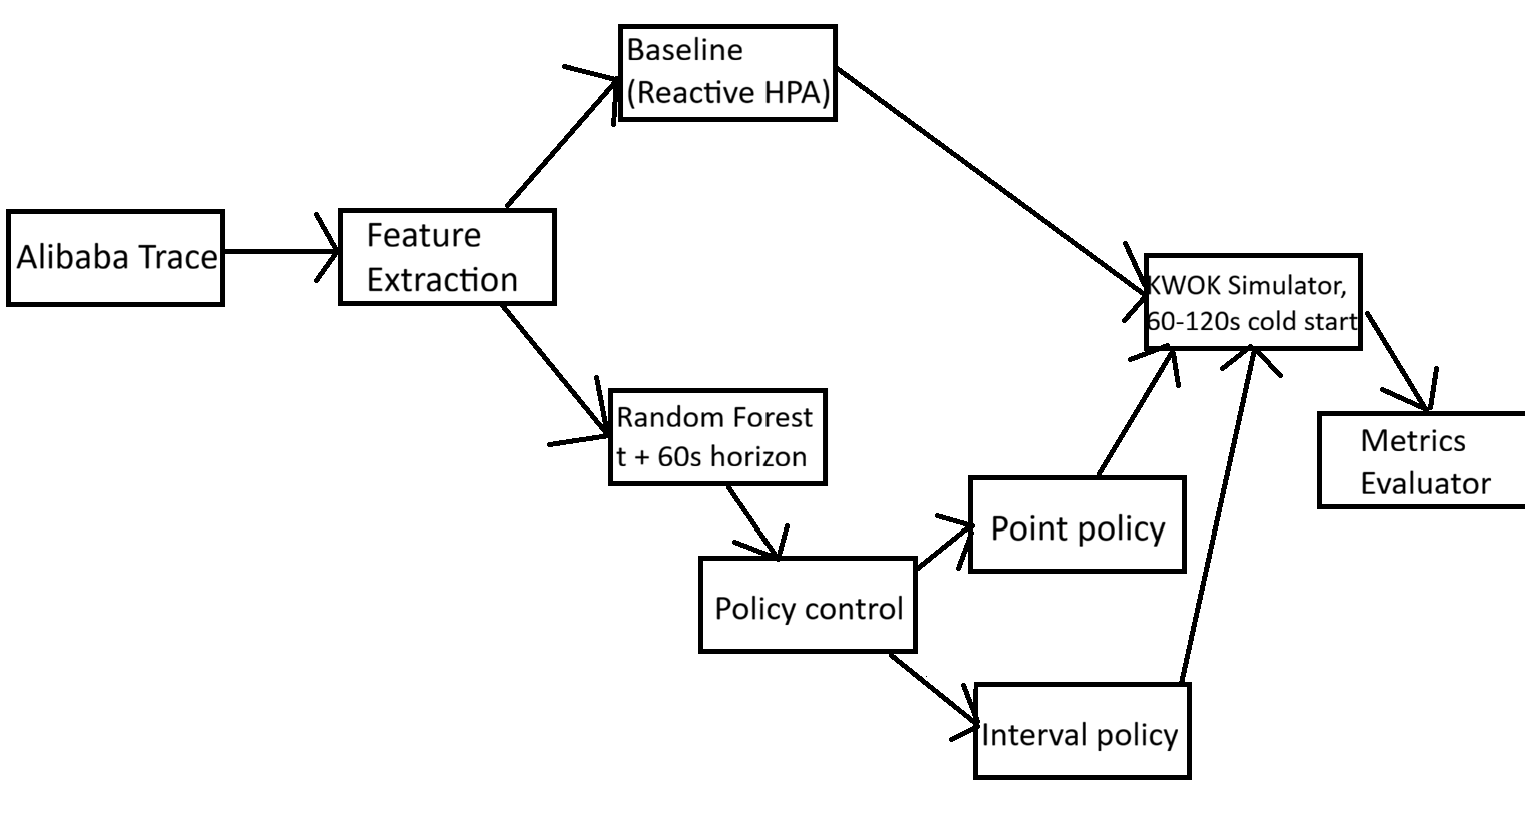 Baseline
(Reactive HPA)
Alibaba Trace
Feature
Extraction
KWOK Simulator,
60-120s cold start
Random Forest
t + 60s horizon
Metrics
Evaluator
Point policy
Policy control
Interval policy